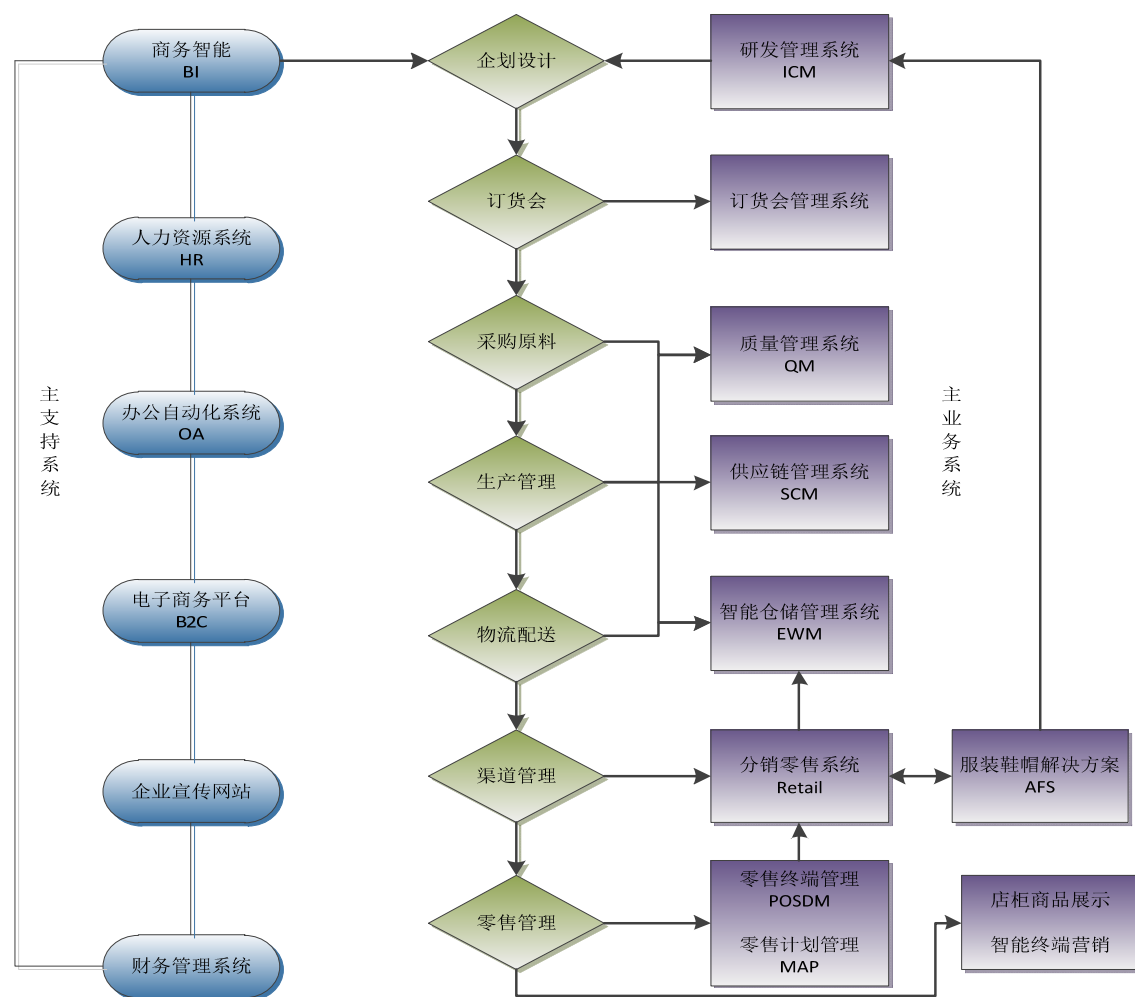 商务智能
BI
企划设计
研发管理系统
ICM
订货会
订货会管理系统
人力资源系统
HR
采购原料
质量管理系统
QM
主支持系统
办公自动化系统
OA
主业务系统
生产管理
供应链管理系统
SCM
电子商务平台
B2C
物流配送
智能仓储管理系统
EWM
企业宣传网站
渠道管理
分销零售系统
Retail
服装鞋帽解决方案
AFS
零售管理
零售终端管理
POSDM
零售计划管理
MAP
店柜商品展示
智能终端营销
财务管理系统